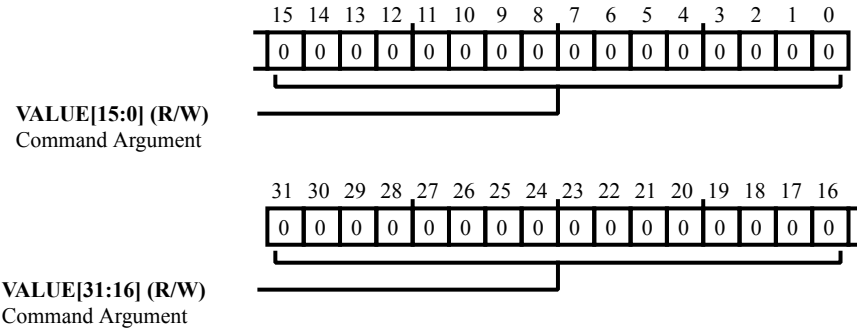 15 14 13 12 11 10 9 8 7 6 5 4 3 2 1 0
0 0 0 0 0 0 0 0 0 0 0 0 0 0 0 0
VALUE[15:0] (R/W)
Command Argument
31 30 29 28 27 26 25 24 23 22 21 20 19 18 17 16
0 0 0 0 0 0 0 0 0 0 0 0 0 0 0 0
VALUE[31:16] (R/W)
Command Argument